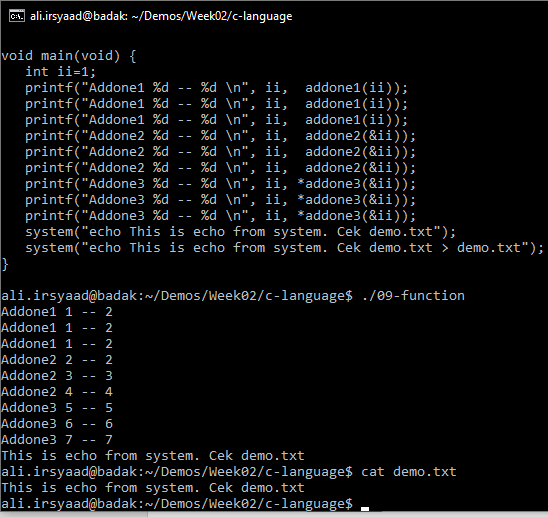 ali.irsyaad@badak: ~/Demos/Week02/c-language
void main(void) {
   int ii=1;
   printf("Addone1 %d -- %d \n", ii,  addone1(ii));
   printf("Addone1 %d -- %d \n", ii,  addone1(ii));
   printf("Addone1 %d -- %d \n", ii,  addone1(ii));
   printf("Addone2 %d -- %d \n", ii,  addone2(&ii));
   printf("Addone2 %d -- %d \n", ii,  addone2(&ii));
   printf("Addone2 %d -- %d \n", ii,  addone2(&ii));
   printf("Addone3 %d -- %d \n", ii, *addone3(&ii));
   printf("Addone3 %d -- %d \n", ii, *addone3(&ii));
   printf("Addone3 %d -- %d \n", ii, *addone3(&ii));
   system("echo This is echo from system. Cek demo.txt");
   system("echo This is echo from system. Cek demo.txt > demo.txt");
}
ali.irsyaad@badak:~/Demos/Week02/c-language$ ./09-function
Addone1 1 -- 2
Addone1 1 -- 2
Addone1 1 -- 2
Addone2 2 -- 2
Addone2 3 -- 3
Addone2 4 -- 4
Addone3 5 -- 5
Addone3 6 -- 6
Addone3 7 -- 7
This is echo from system. Cek demo.txt
ali.irsyaad@badak:~/Demos/Week02/c-language$ cat demo.txt
This is echo from system. Cek demo.txt
ali.irsyaad@badak:~/Demos/Week02/c-language$